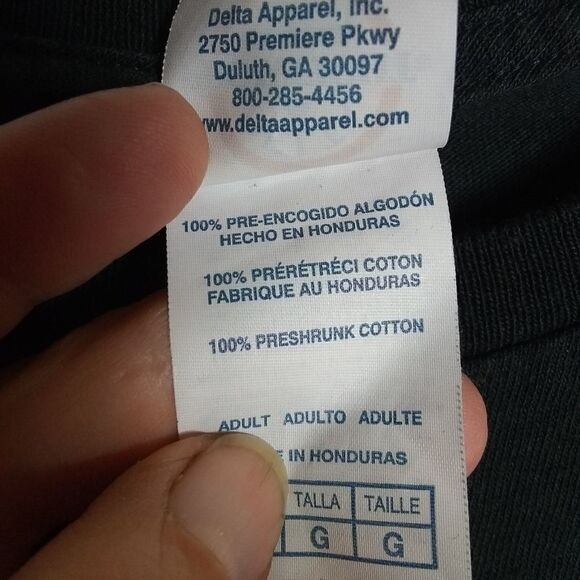 Delta Apparel, Inc.
2750 Premiere Pkwy
Duluth, GA 30097
800-285-4456
www.deltaapparel.com
100% PRE-ENCOGIDO ALGODÓN
HECHO EN HONDURAS
100% PRÉRÉTRÉCI COTON
FABRIQUE AU HONDURAS
100% PRESHRUNK COTTON
ADULT ADULTO ADULTE
IN HONDURAS
TALLA TAILLE
G G